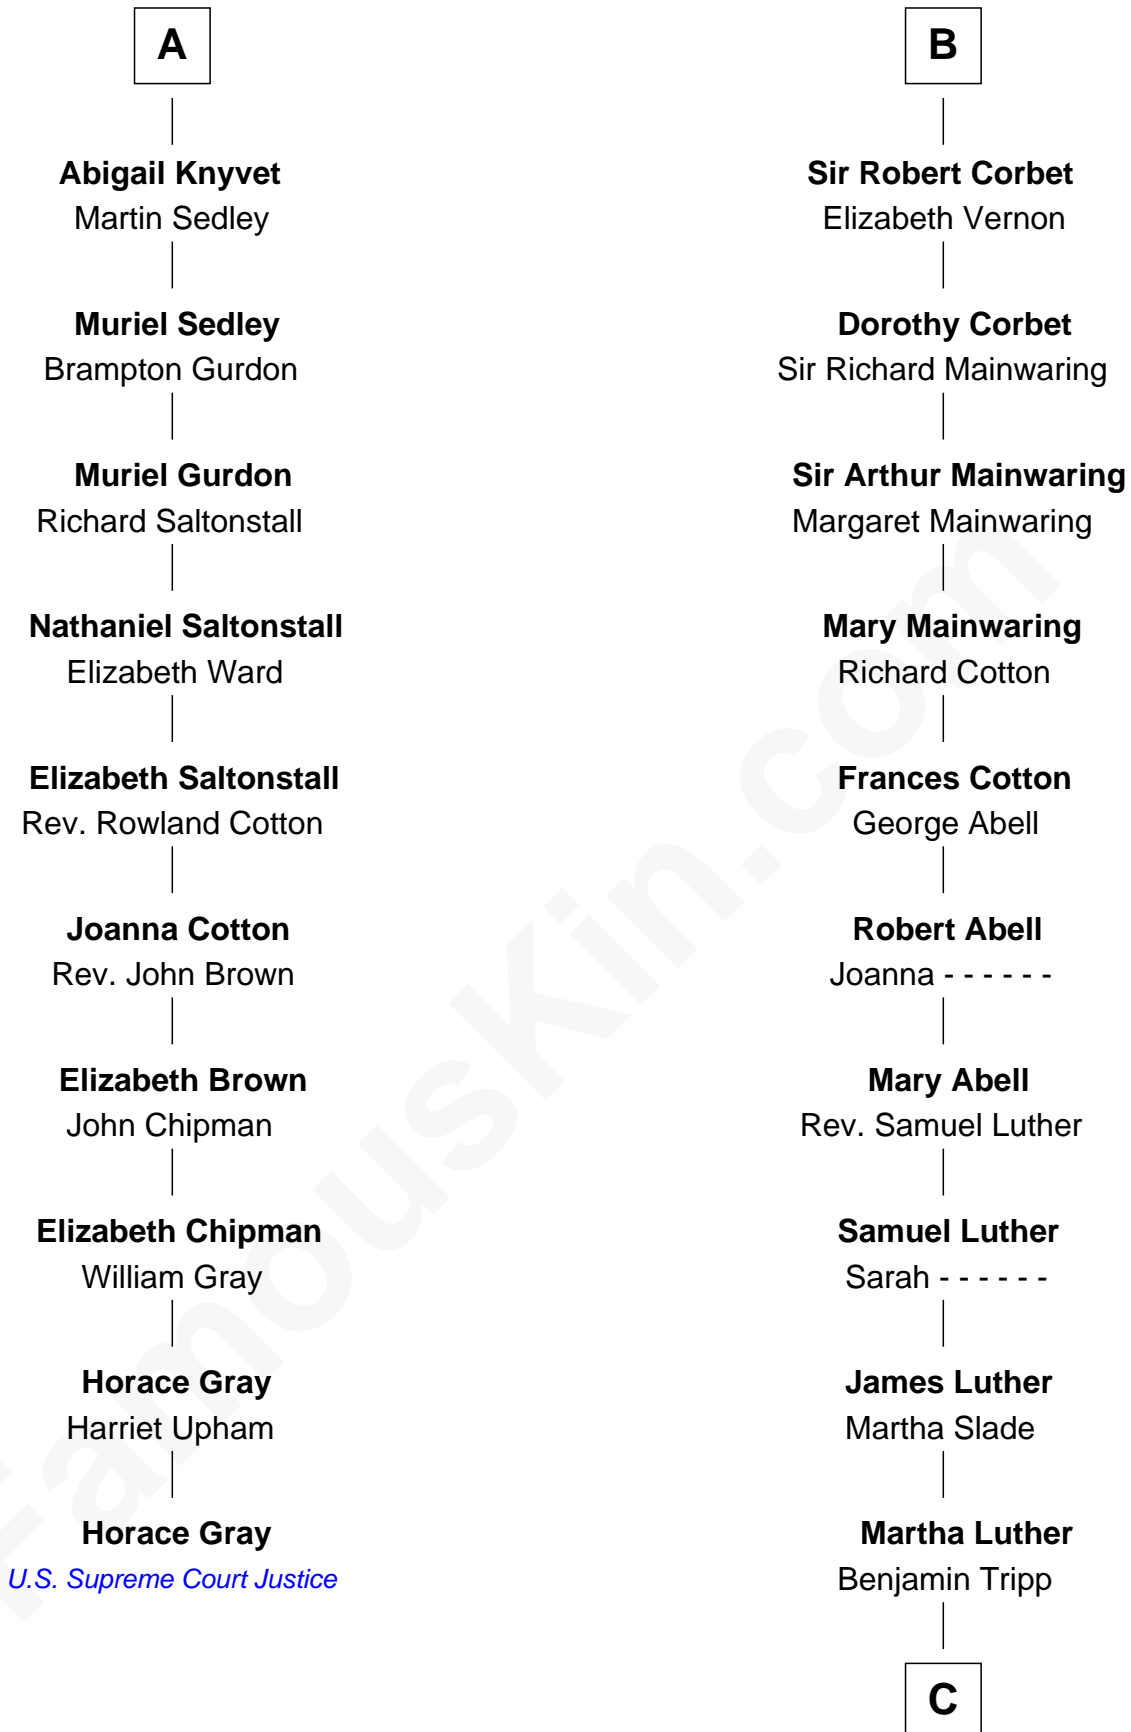 A
Abigail Knyvet
Martin Sedley
Muriel Sedley
Brampton Gurdon
Muriel Gurdon
Richard Saltonstall
Nathaniel Saltonstall
Elizabeth Ward
Elizabeth Saltonstall
Rev. Rowland Cotton
Joanna Cotton
Rev. John Brown
Elizabeth Brown
John Chipman
Elizabeth Chipman
William Gray
Horace Gray
Harriet Upham
Horace Gray
U.S. Supreme Court Justice
B
Sir Robert Corbet
Elizabeth Vernon
Dorothy Corbet
Sir Richard Mainwaring
Sir Arthur Mainwaring
Margaret Mainwaring
Mary Mainwaring
Richard Cotton
Frances Cotton
George Abell
Robert Abell
Joanna - - - - - -
Mary Abell
Rev. Samuel Luther
Samuel Luther
Sarah - - - - - -
James Luther
Martha Slade
Martha Luther
Benjamin Tripp
C
FamousKin.com